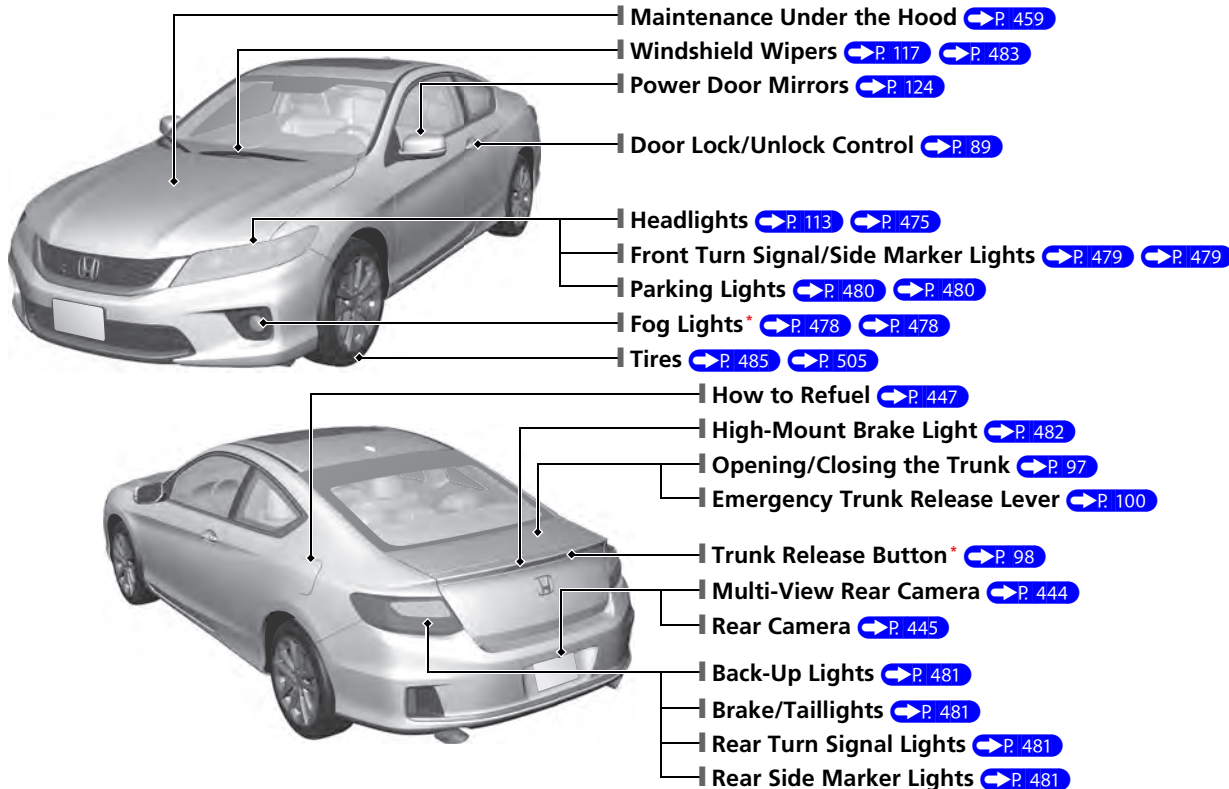 Maintenance Under the Hood P. 459
Windshield Wipers P. 117 P. 483
Power Door Mirrors P. 124
Door Lock/Unlock Control P. 89
Headlights P. 113 P. 475
Front Turn Signal/Side Marker Lights P. 479 P. 479
Parking Lights P. 480 P. 480
Fog Lights* P. 478 P. 478
Tires P. 485 P. 505
How to Refuel P. 447
High-Mount Brake Light P. 482
Opening/Closing the Trunk P. 97
Emergency Trunk Release Lever P. 100
Trunk Release Button* P. 98
Multi-View Rear Camera P. 444
Rear Camera P. 445
Back-Up Lights P. 481
Brake/Taillights P. 481
Rear Turn Signal Lights P. 481
Rear Side Marker Lights P. 481